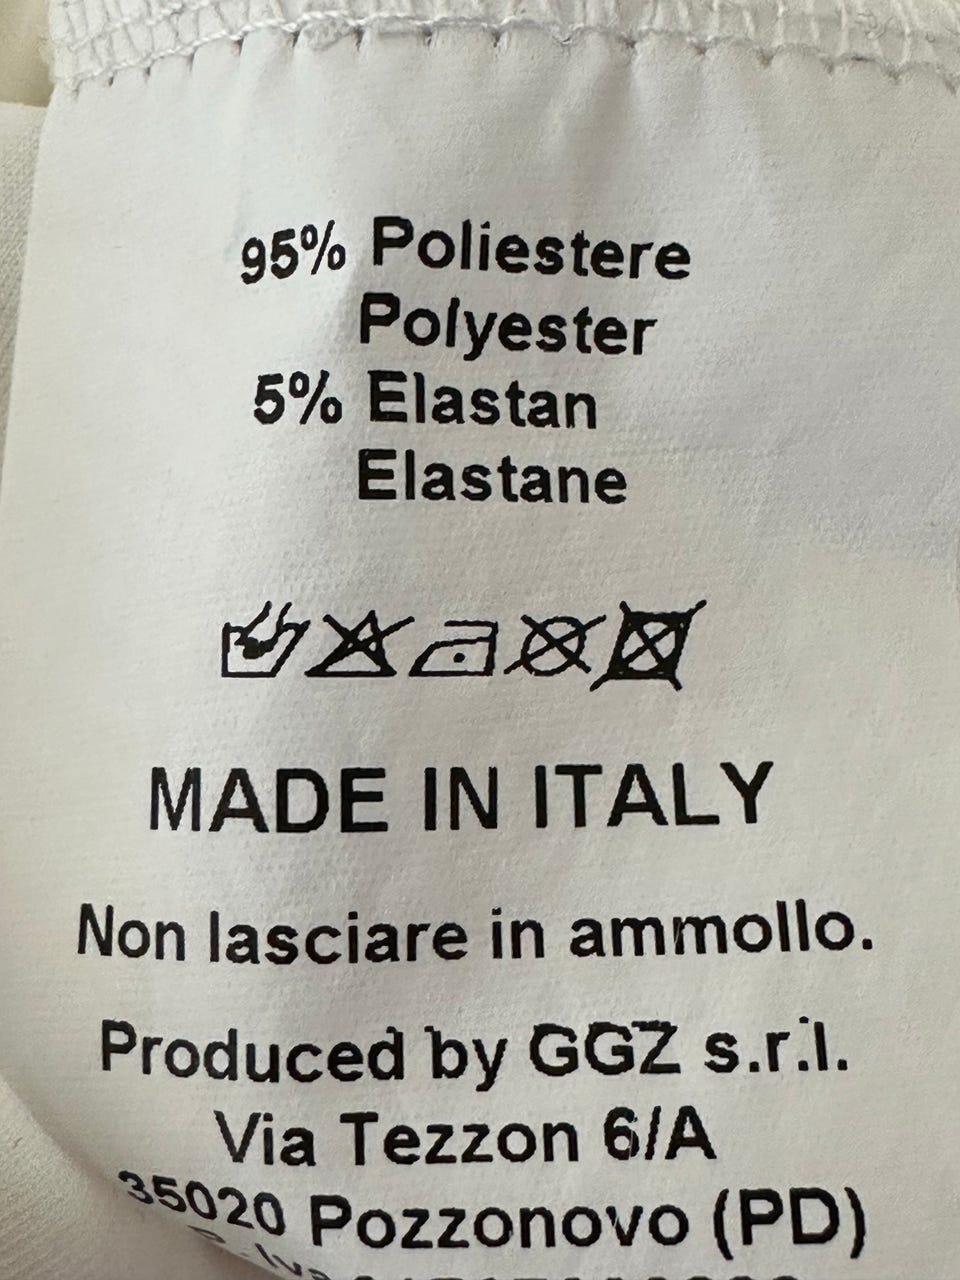 95% Poliestere
Polyester
5% Elastan
Elastane
MADE IN ITALY
Non lasciare in ammollo.
Produced by GGZ s.r.l.
Via Tezzon 6/A
35020 Pozzonovo (PD)